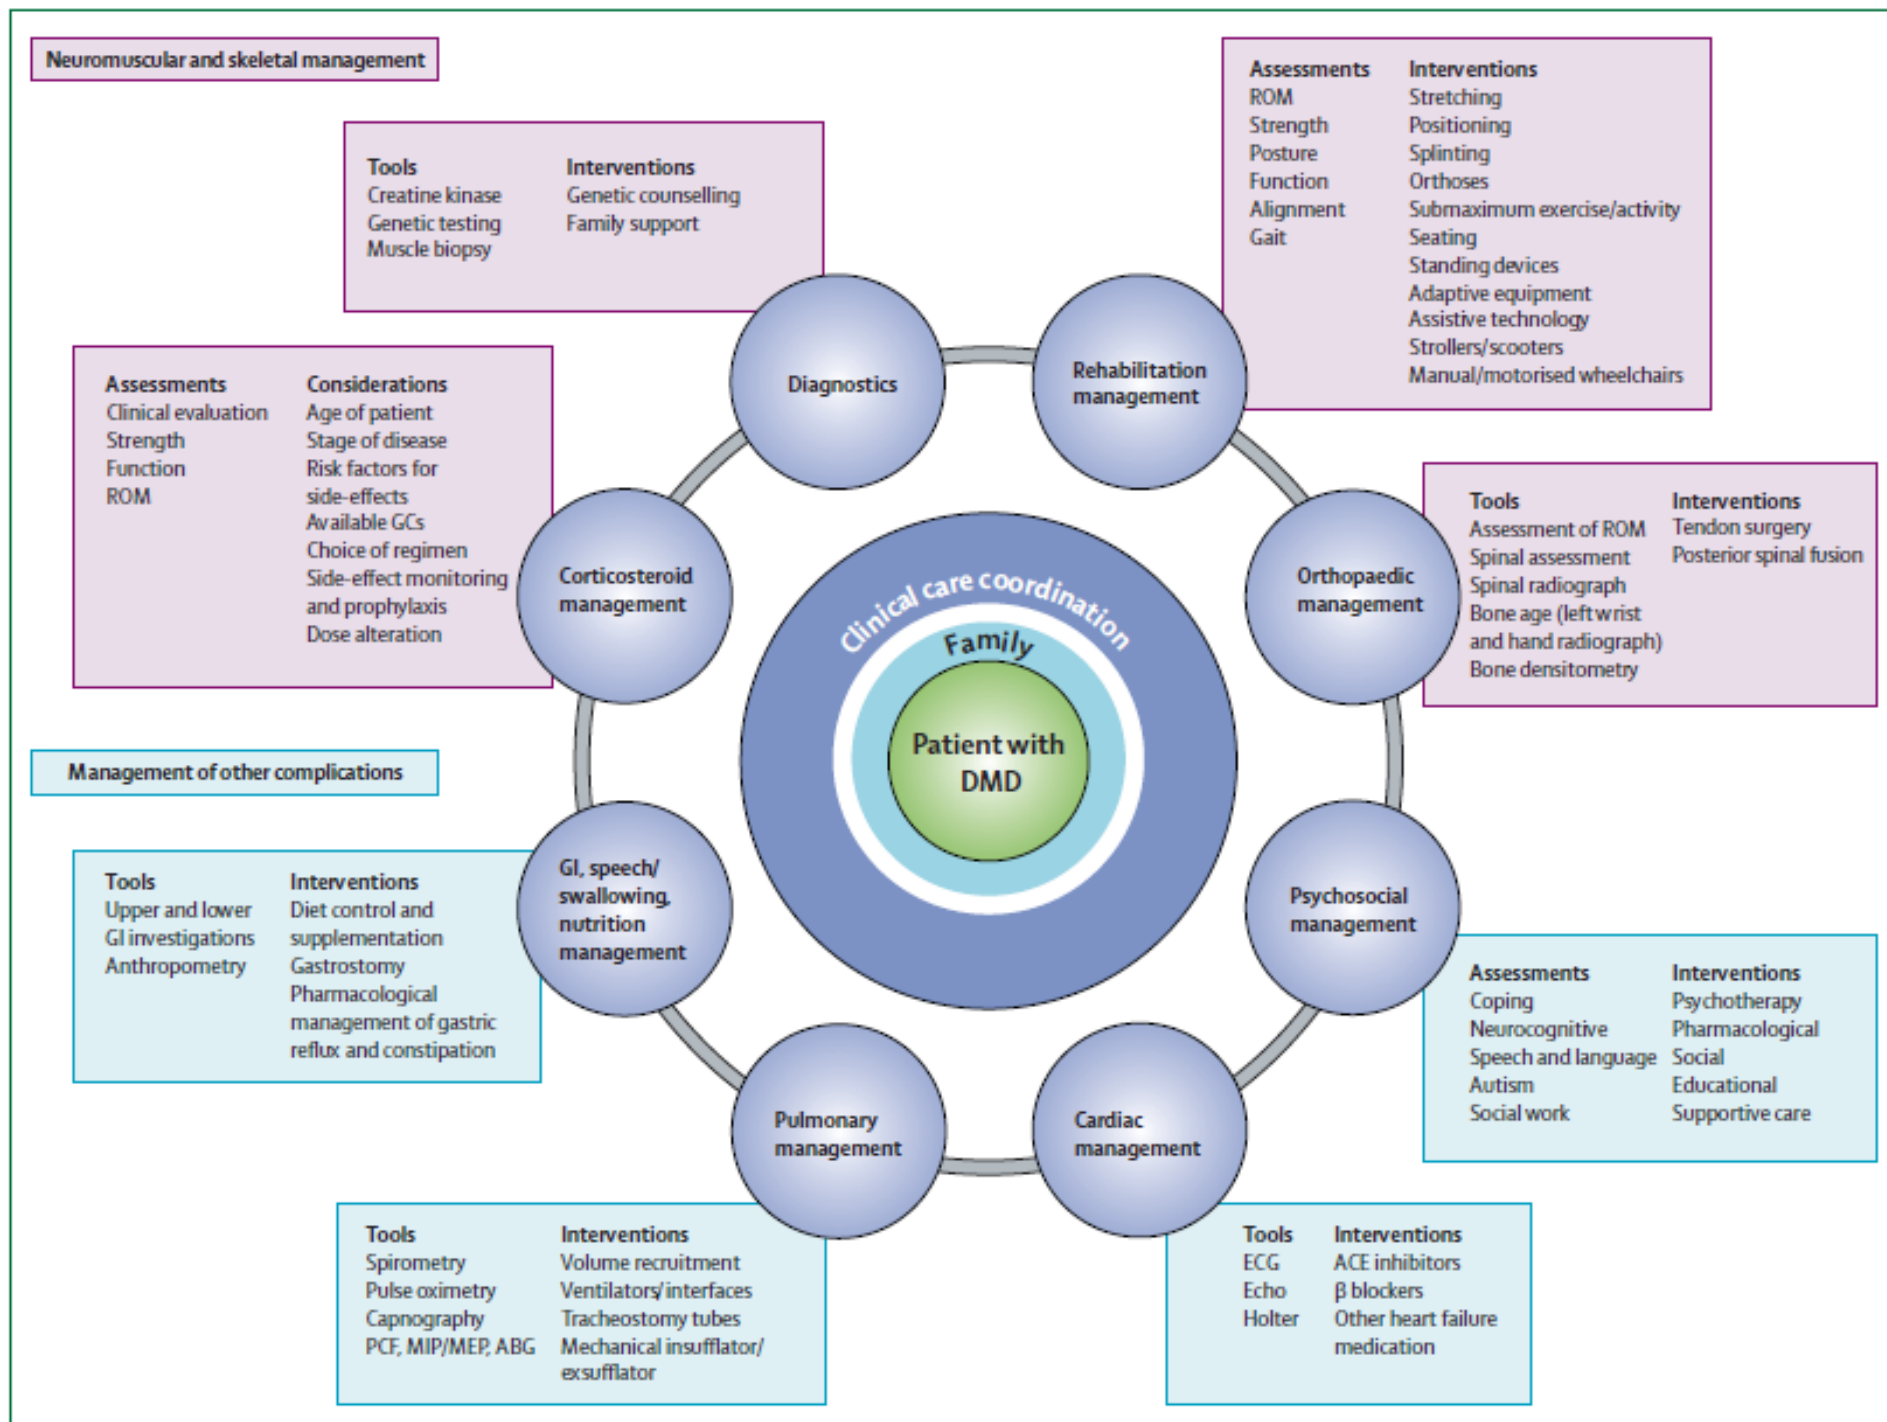 Neuromuscular and skeletal management
Tools
Creatine kinase
Genetic testing
Muscle biopsy
Interventions
Genetic counselling
Family support
Assessments
ROM
Strength
Posture
Function
Alignment
Gait
Interventions
Stretching
Positioning
Splinting
Orthoses
Submaximum exercise/activity
Seating
Standing devices
Adaptive equipment
Assistive technology
Strollers/scooters
Manual/motorised wheelchairs
Diagnostics
Rehabilitation
management
Assessments
Clinical evaluation
Strength
Function
ROM
Considerations
Age of patient
Stage of disease
Risk factors for
side-effects
Available GCs
Choice of regimen
Side-effect monitoring
and prophylaxis
Dose alteration
Corticosteroid
management
Orthopaedic
management
Tools
Assessment of ROM
Spinal assessment
Spinal radiograph
Bone age (left wrist
and hand radiograph)
Bone densitometry
Interventions
Tendon surgery
Posterior spinal fusion
Clinical care coordination
Family
Patient with
DMD
Management of other complications
Tools
Upper and lower
GI investigations
Anthropometry
Interventions
Diet control and
supplementation
Gastrostomy
Pharmacological
management of gastric
reflux and constipation
GI, speech/
swallowing,
nutrition
management
Psychosocial
management
Assessments
Coping
Neurocognitive
Speech and language
Autism
Social work
Interventions
Psychotherapy
Pharmacological
Social
Educational
Supportive care
Pulmonary
management
Cardiac
management
Tools
Spirometry
Pulse oximetry
Capnography
PCF, MIP/MEP, ABG
Interventions
Volume recruitment
Ventilators/interfaces
Tracheostomy tubes
Mechanical insufflator/
exsufflator
Tools
ECG
Echo
Holter
Interventions
ACE inhibitors
β blockers
Other heart failure
medication